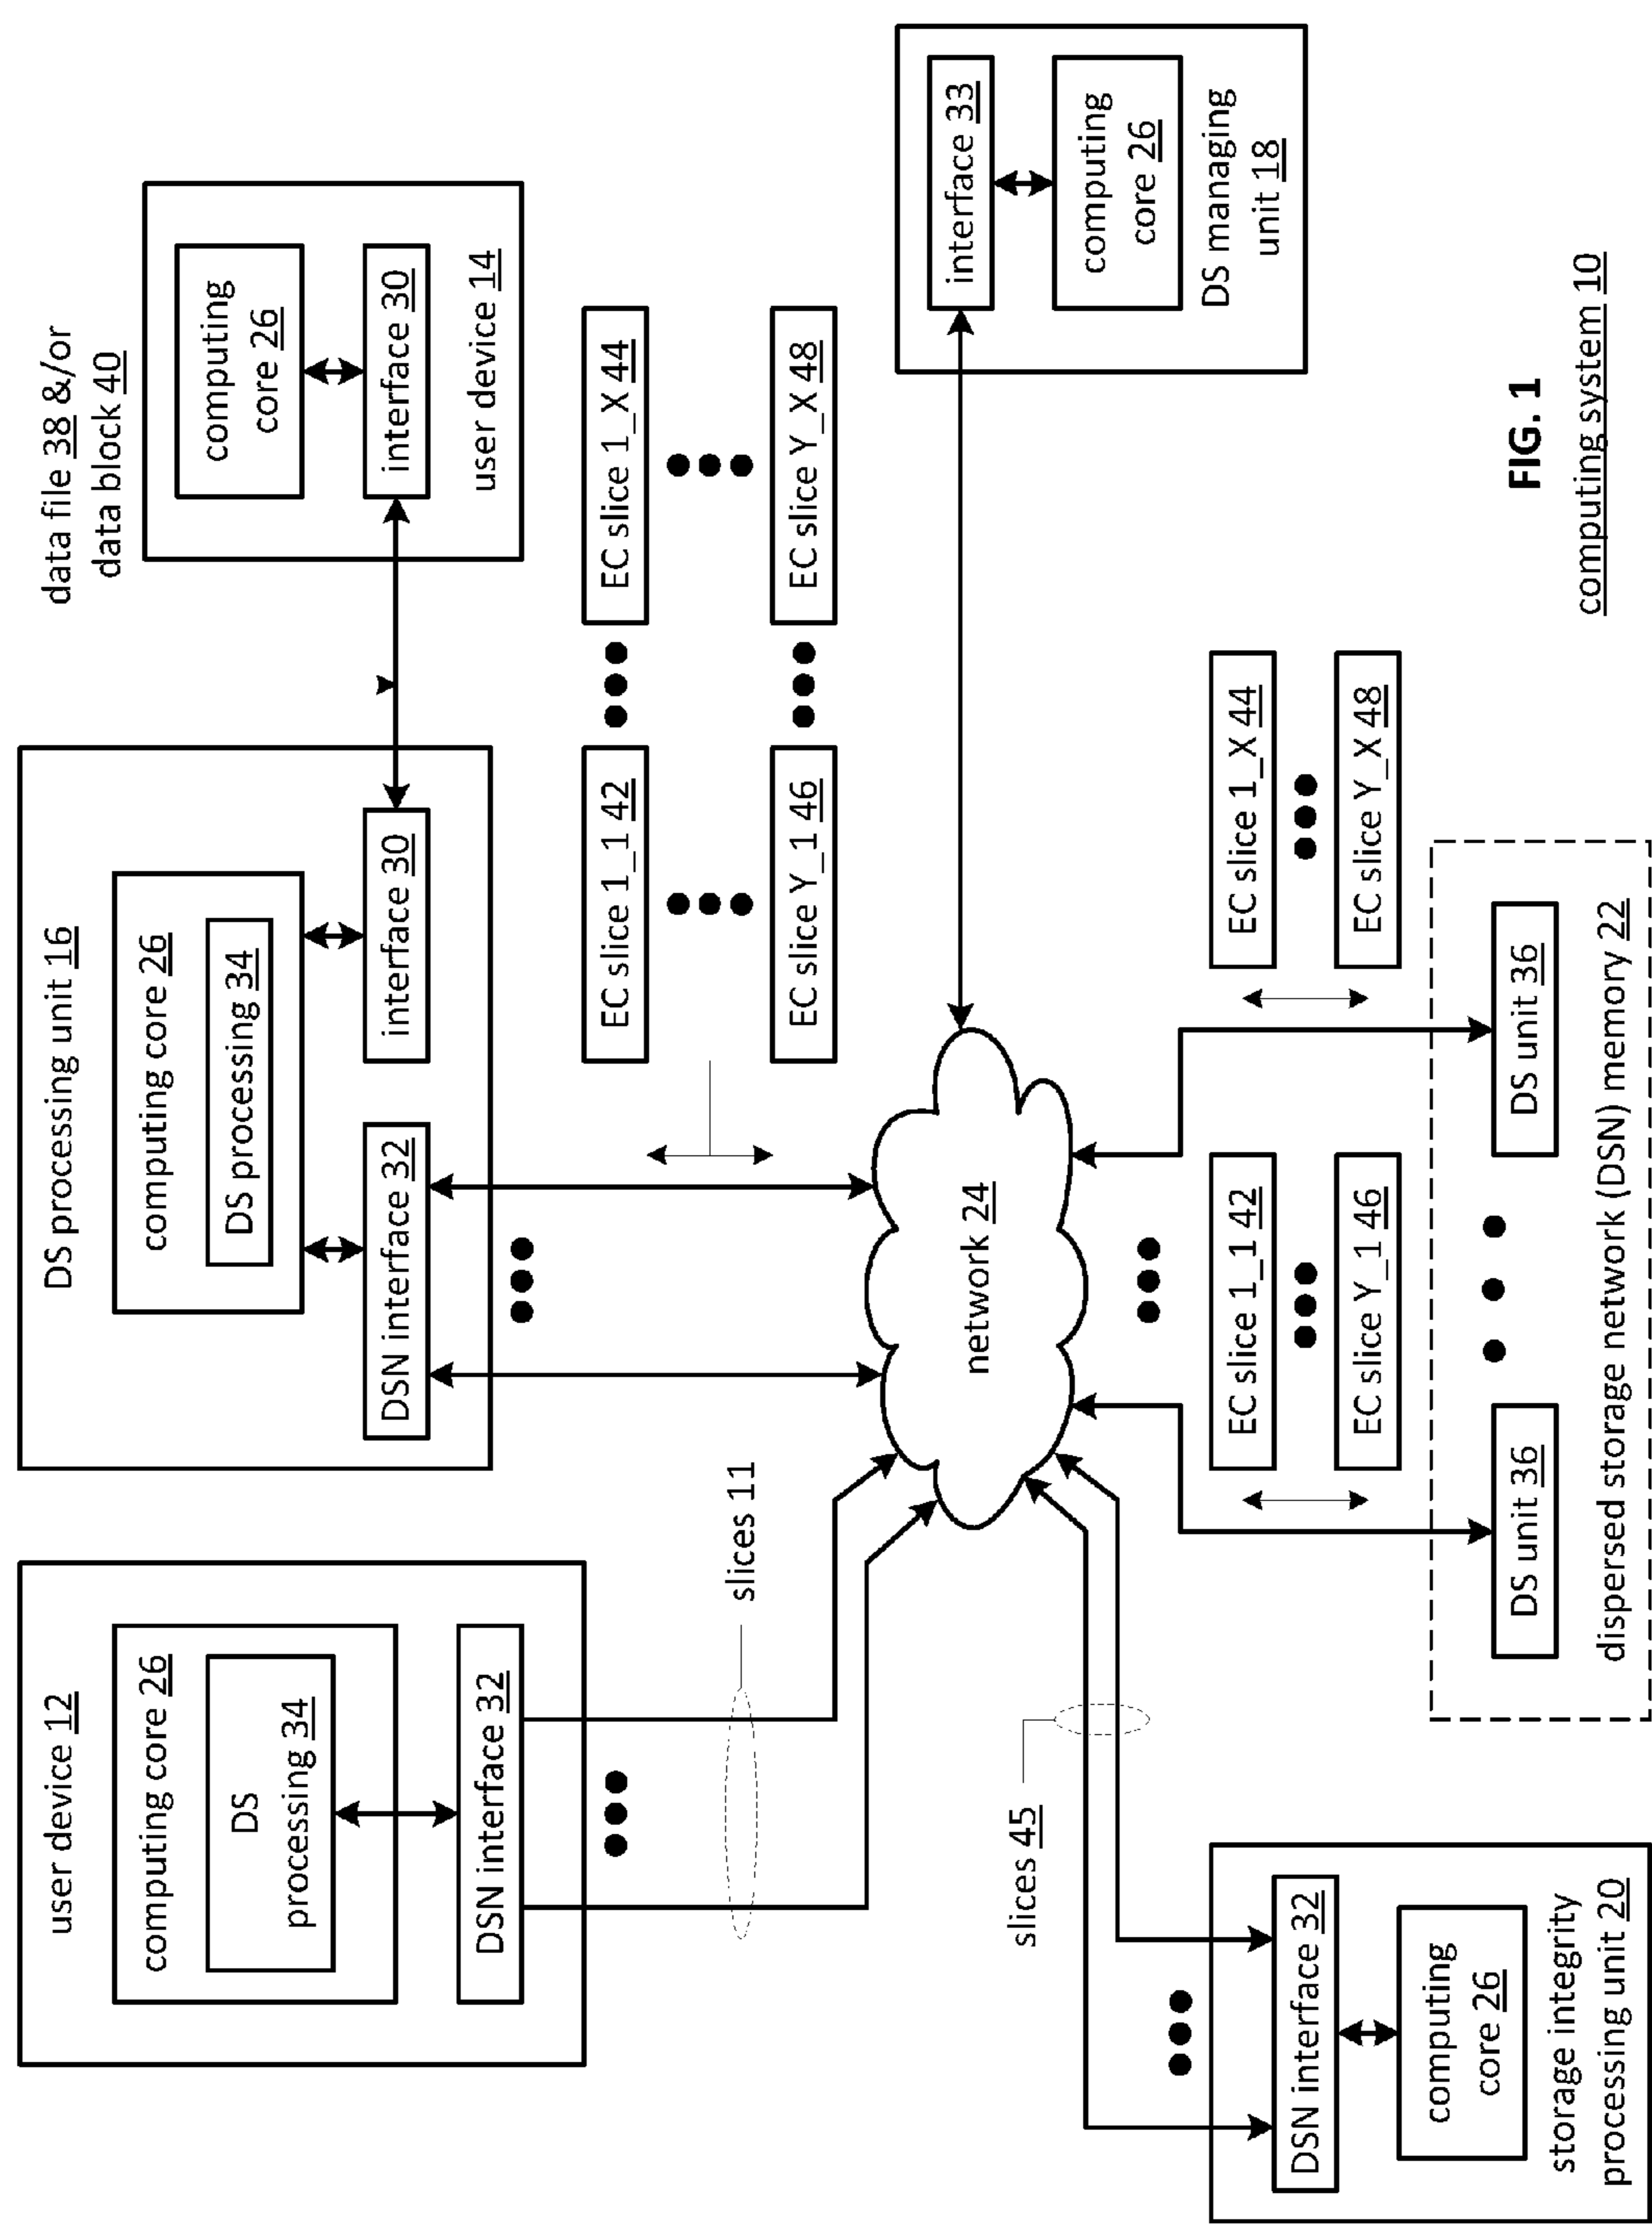 user device 12
computing core 26
DS
processing 34
DSN interface 32
DS processing unit 16
computing core 26
DS processing 34
DSN interface 32
interface 30
data file 38 &/or
data block 40
computing
core 26
interface 30
user device 14
slices 11
EC slice 1_1 42
EC slice 1_X 44
EC slice Y_1 46
EC slice Y_X 48
network 24
interface 33
computing
core 26
DS managing
unit 18
slices 45
DSN interface 32
computing
core 26
storage integrity
processing unit 20
EC slice 1_1 42
EC slice Y_1 46
EC slice 1_X 44
EC slice Y_X 48
DS unit 36
DS unit 36
dispersed storage network (DSN) memory 22
FIG. 1
computing system 10